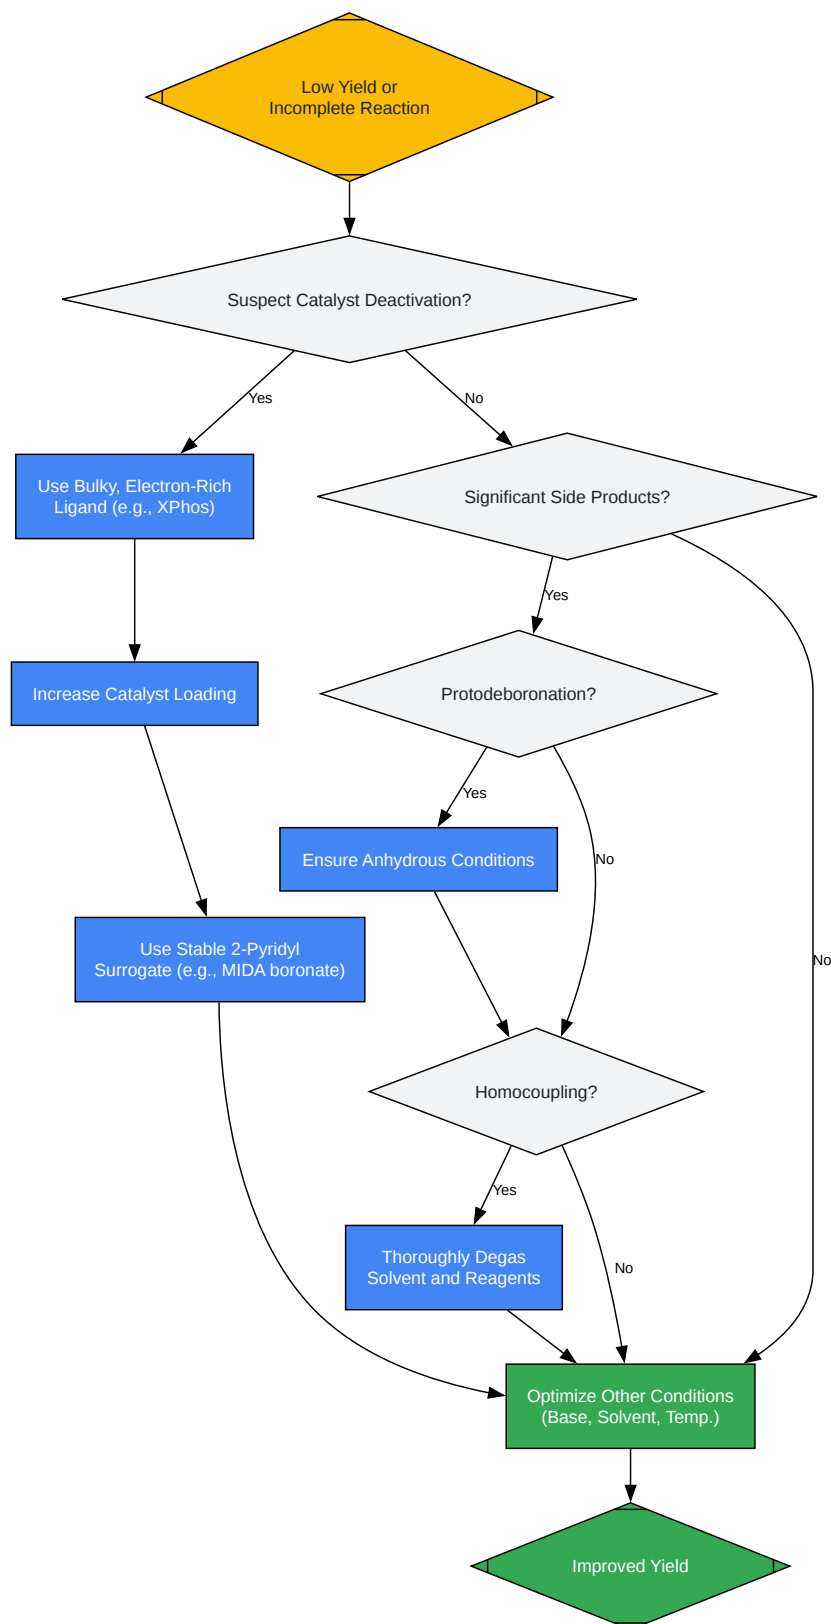 Low Yield or
Incomplete Reaction
Suspect Catalyst Deactivation?
Yes
No
Use Bulky, Electron-Rich
Ligand (e.g., XPhos)
Significant Side Products?
Yes
Increase Catalyst Loading
Protodeboronation?
Yes
No
Ensure Anhydrous Conditions
Use Stable 2-Pyridyl
Surrogate (e.g., MIDA boronate)
No
Homocoupling?
Yes
Thoroughly Degas
Solvent and Reagents
No
Optimize Other Conditions
(Base, Solvent, Temp.)
Improved Yield